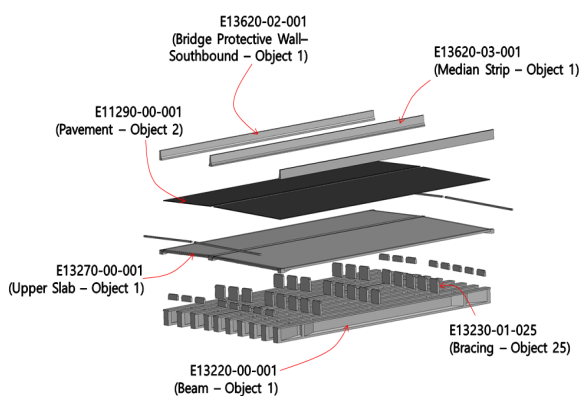 E13620-02-001
(Bridge Protective Wall–
Southbound – Object 1)
E13620-03-001
(Median Strip – Object 1)
E11290-00-001
(Pavement – Object 2)
E13270-00-001
(Upper Slab – Object 1)
E13230-01-025
(Bracing – Object 25)
E13220-00-001
(Beam – Object 1)